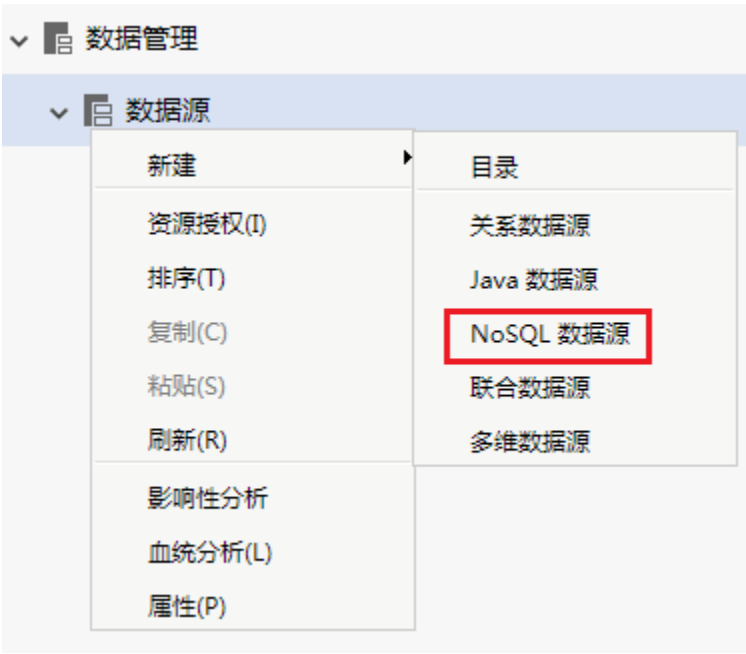 数据管理
数据源
新建
资源授权(I)
排序(T)
复制(C)
粘贴(S)
刷新(R)
影响性分析
血统分析(L)
属性(P)
目录
关系数据源
Java 数据源
NoSQL 数据源
联合数据源
多维数据源